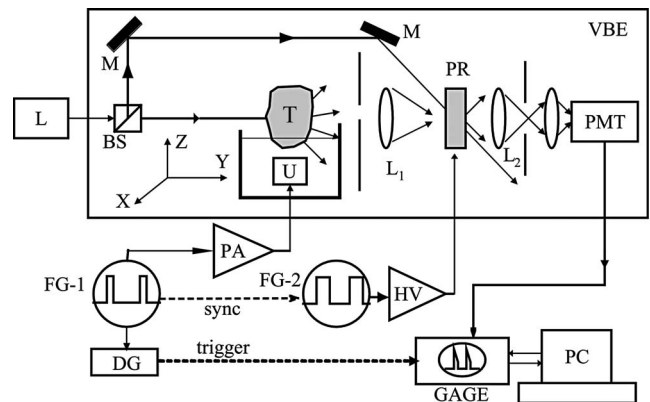 VBE
M
M
PR
L
BS
T
L1
L2
PMT
Z
Y
X
U
PA
FG-1
FG-2
HV
sync
DG
trigger
GAGE
PC